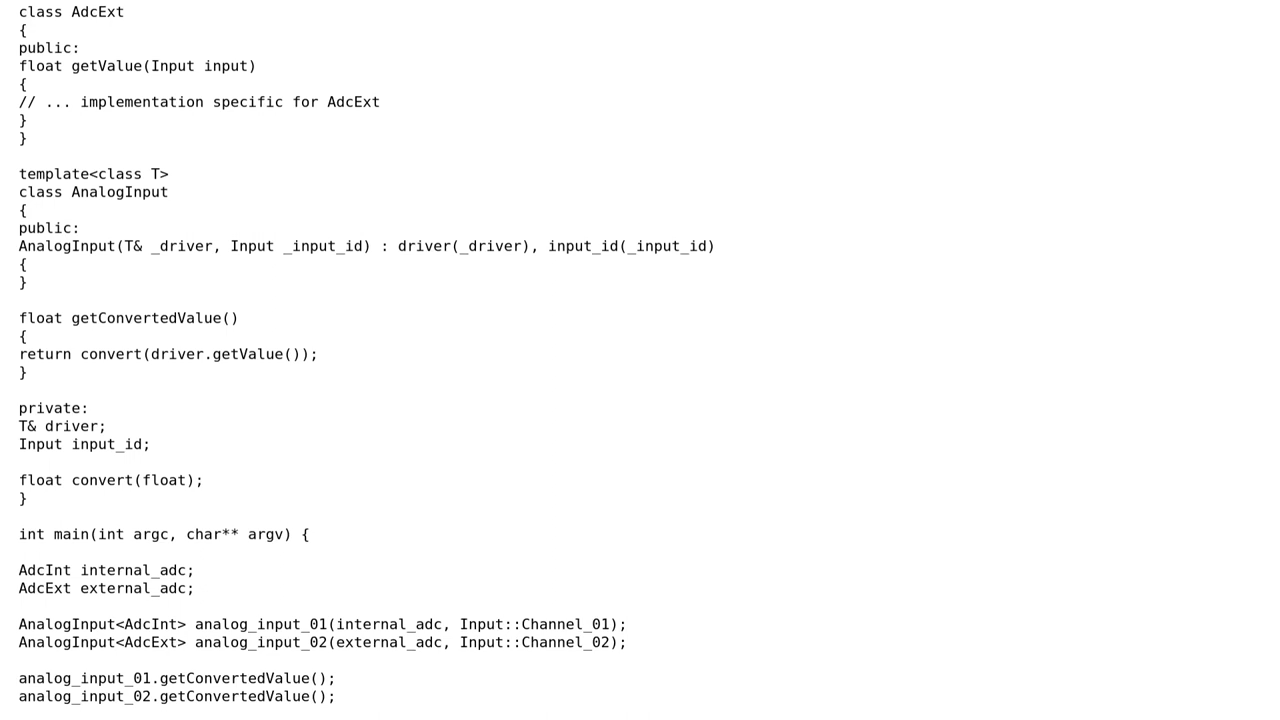 class AdcExt
{
public:
float getValue(Input input)
{
// ... implementation specific for AdcExt
}
}
template<class T>
class AnalogInput
{
public:
AnalogInput(T& _driver, Input _input_id) : driver(_driver), input_id(_input_id)
{
}
float getConvertedValue()
{
return convert(driver.getValue());
}
private:
T& driver;
Input input_id;
float convert(float);
}
int main(int argc, char** argv) {
AdcInt internal_adc;
AdcExt external_adc;
AnalogInput<AdcInt> analog_input_01(internal_adc, Input::Channel_01);
AnalogInput<AdcExt> analog_input_02(external_adc, Input::Channel_02);
analog_input_01.getConvertedValue();
analog_input_02.getConvertedValue();